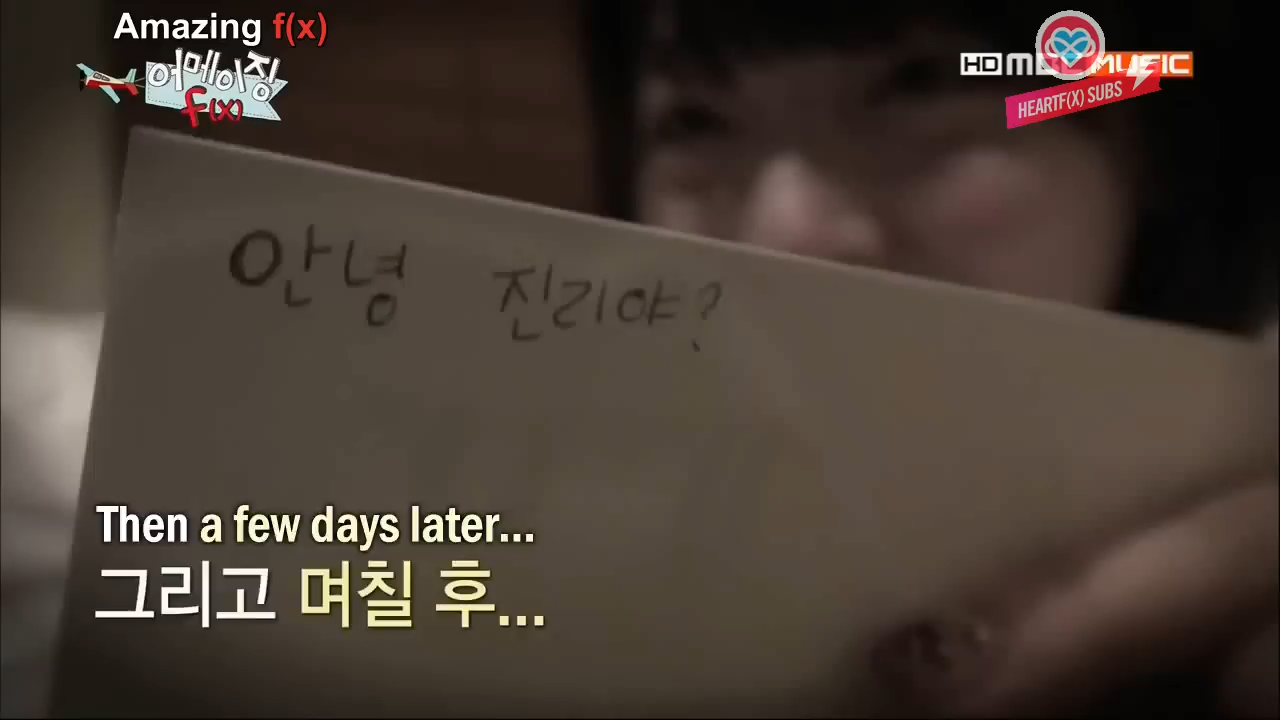 Amazing f(x)
어메이징
f(x)
HD MBC MUSIC
HEARTF(X) SUBS
안녕 진리야?
Then a few days later...
그리고 며칠 후...